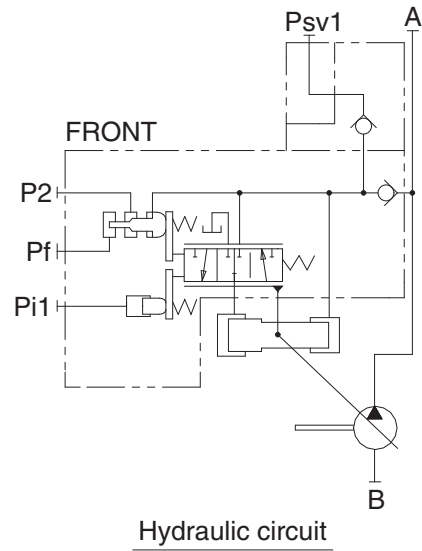 Psv1
A
FRONT
P2
Pf
Pi1
B
Hydraulic circuit